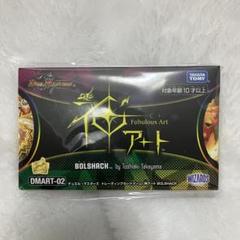 対象年齢10才以上
TAKARA TOMY
神アート
Fabulous Art
BOLSHACK by Toshiaki Takayama
DMART-02
デュエル・マスターズ トレーディングカードゲーム 神アート BOLSHACK
WIZARDS